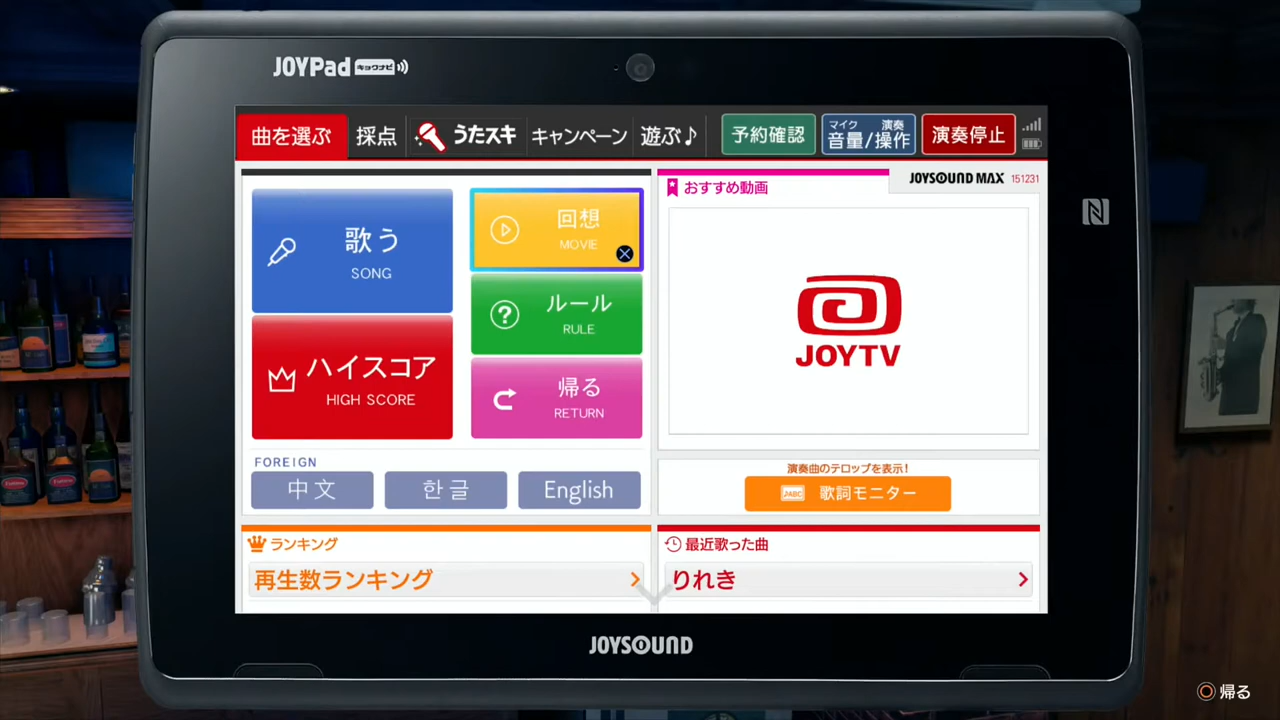 JOYPad キョクナビ
曲を選ぶ 採点 うたスキ キャンペーン 遊ぶ♪ 予約確認 マイク 演奏 音量/操作 演奏停止
歌う
SONG
ハイスコア
HIGH SCORE
回想
MOVIE
ルール
RULE
帰る
RETURN
FOREIGN
中文 한글 English
おすすめ動画
JOYSOUND MAX 151231
JOYTV
演奏曲のテロップを表示!
歌詞モニター
ランキング
再生数ランキング
最近歌った曲
りれき
JOYSOUND
帰る